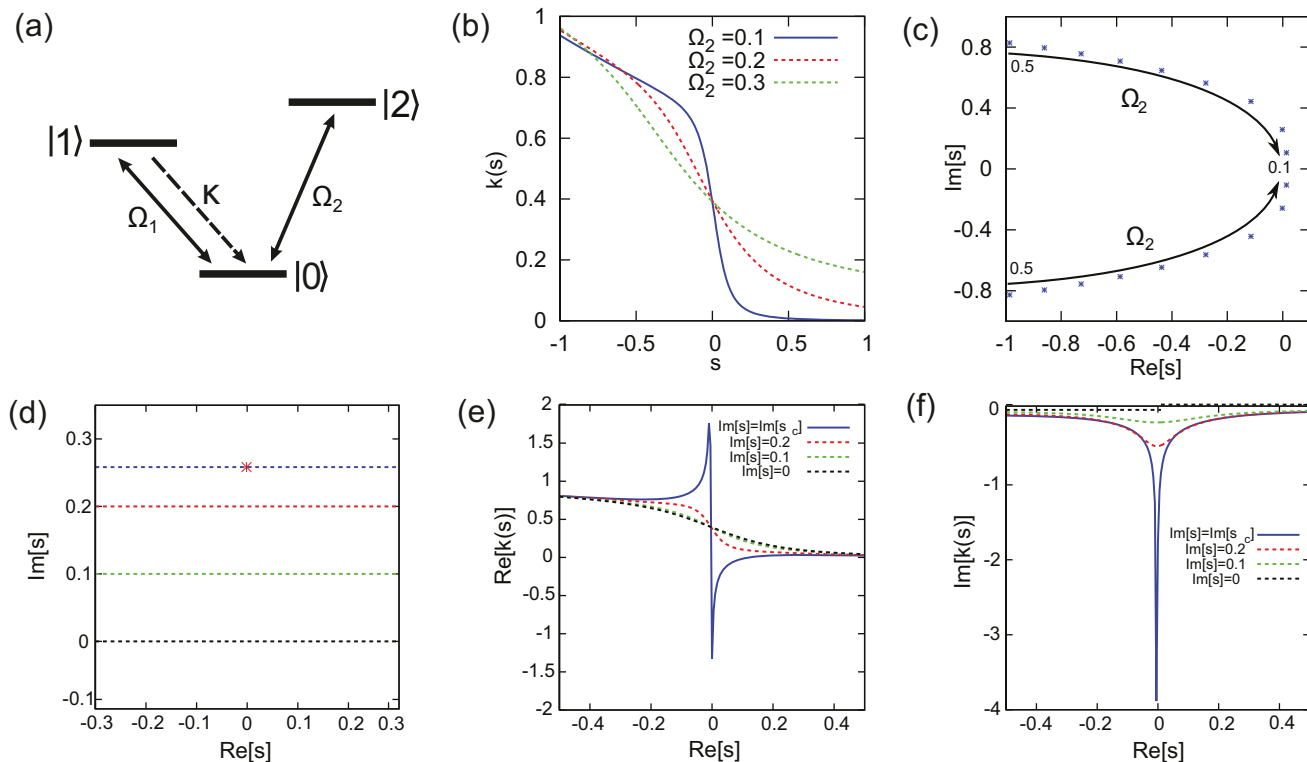 (a)
|2⟩
|1⟩
κ
Ω1
Ω2
|0⟩
(b)
1
0.8
0.6
0.4
0.2
0
k(s)
Ω2=0.1
Ω2=0.2
Ω2=0.3
-1
-0.5
0
0.5
1
s
(c)
0.8
0.4
0
-0.4
-0.8
Im[s]
0.5
Ω2
0.1
Ω2
0.5
-1
-0.8
-0.6
-0.4
-0.2
0
Re[s]
(d)
0.3
0.2
0.1
0
-0.1
Im[s]
-0.3
-0.2
-0.1
0
0.1
0.2
0.3
Re[s]
(e)
2
1.5
1
0.5
0
-0.5
-1
-1.5
-2
Re[k(s)]
Im[s]=Im[s c]
Im[s]=0.2
Im[s]=0.1
Im[s]=0
-0.4
-0.2
0
0.2
0.4
Re[s]
(f)
0
-1
-2
-3
-4
Im[k(s)]
Im[s]=Im[s c]
Im[s]=0.2
Im[s]=0.1
Im[s]=0
-0.4
-0.2
0
0.2
0.4
Re[s]